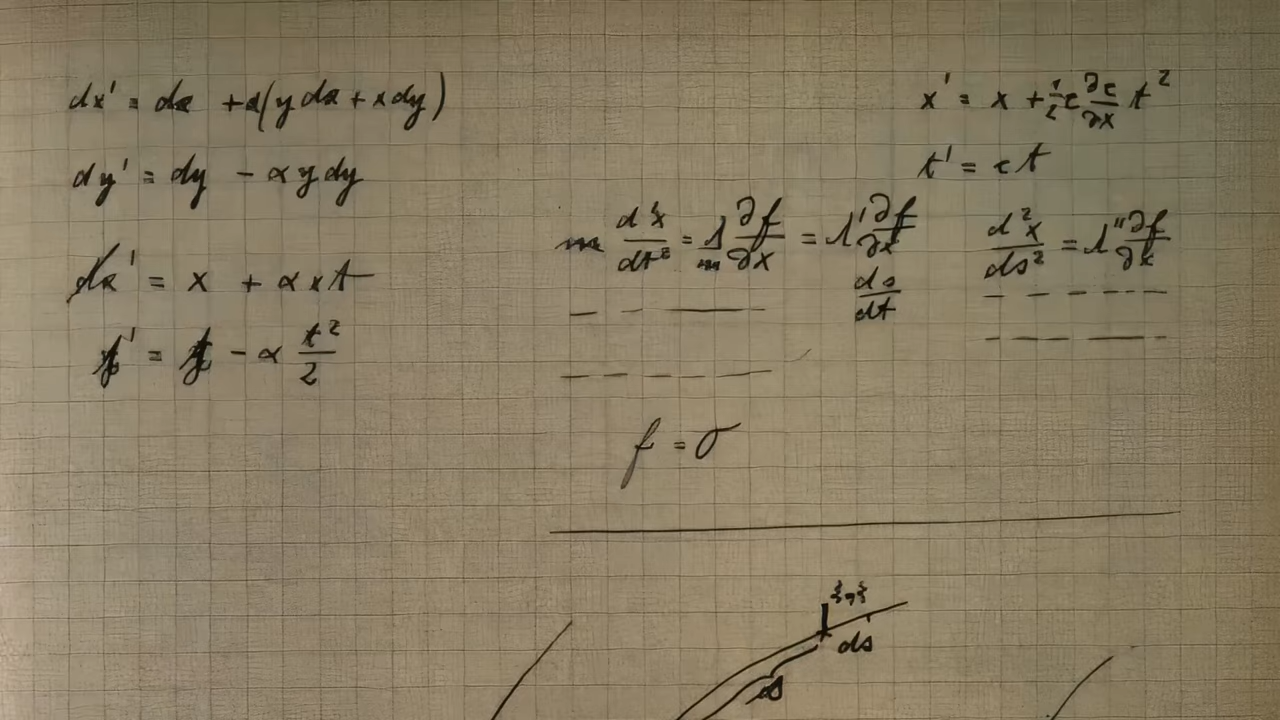 dx' = dx + α(y dx + x dy)
dy' = dy - α y dy
dx' = x + α x t
y' = y - α t²/2
x' = x + 1/2 c ∂c/∂x t²
t' = c t
m d²x/dt² = λ/m ∂f/∂x = λ' ∂f/∂x
ds/dt
d²x/ds² = λ'' ∂f/∂x
f = σ
ds